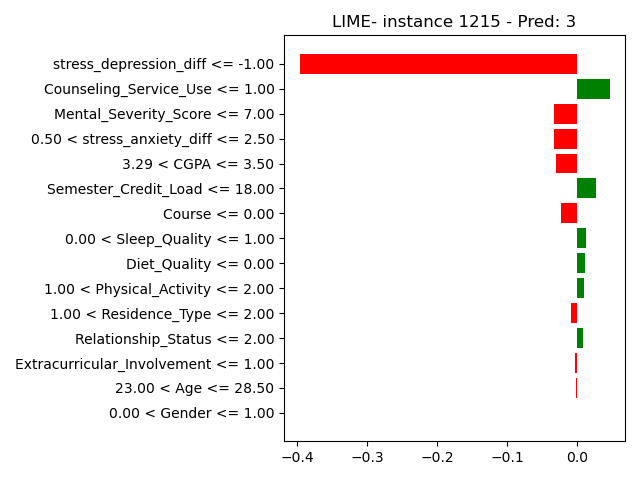 LIME- instance 1215 - Pred: 3
stress_depression_diff <= -1.00
Counseling_Service_Use <= 1.00
Mental_Severity_Score <= 7.00
0.50 < stress_anxiety_diff <= 2.50
3.29 < CGPA <= 3.50
Semester_Credit_Load <= 18.00
Course <= 0.00
0.00 < Sleep_Quality <= 1.00
Diet_Quality <= 0.00
1.00 < Physical_Activity <= 2.00
1.00 < Residence_Type <= 2.00
Relationship_Status <= 2.00
Extracurricular_Involvement <= 1.00
23.00 < Age <= 28.50
0.00 < Gender <= 1.00
−0.4 −0.3 −0.2 −0.1 0.0